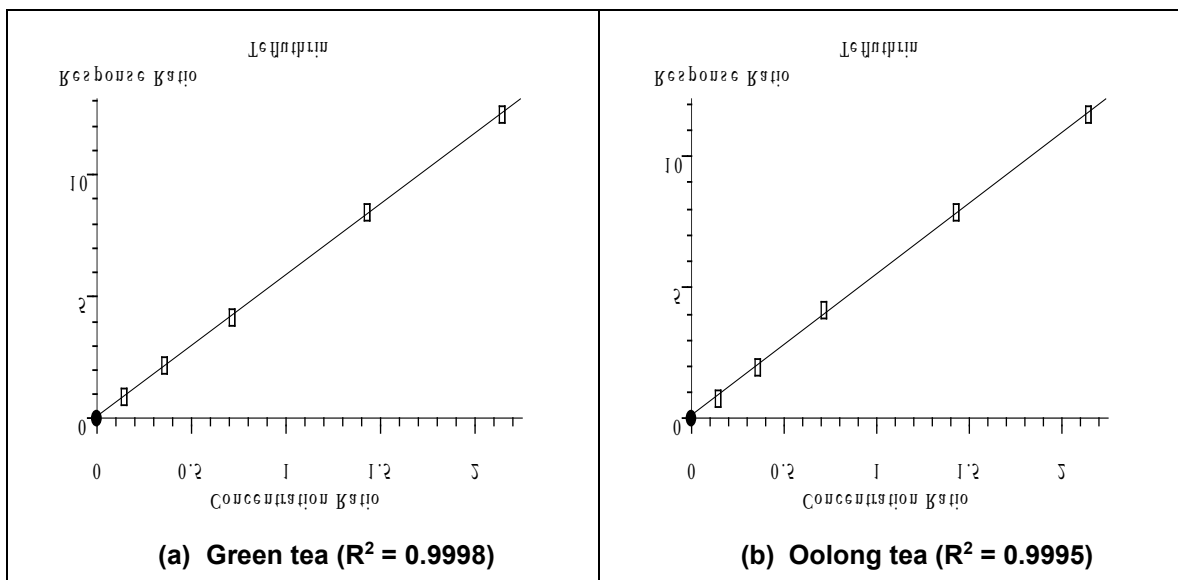 Tefluthrin
Response Ratio
10
5
0
0 0.5 1 1.5 2
Concentration Ratio
(a) Green tea (R² = 0.9998)
Tefluthrin
Response Ratio
10
5
0
0 0.5 1 1.5 2
Concentration Ratio
(b) Oolong tea (R² = 0.9995)